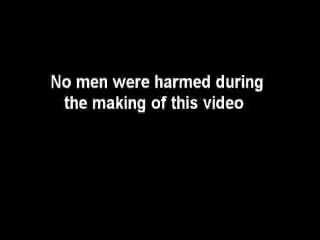 No men were harmed during
the making of this video